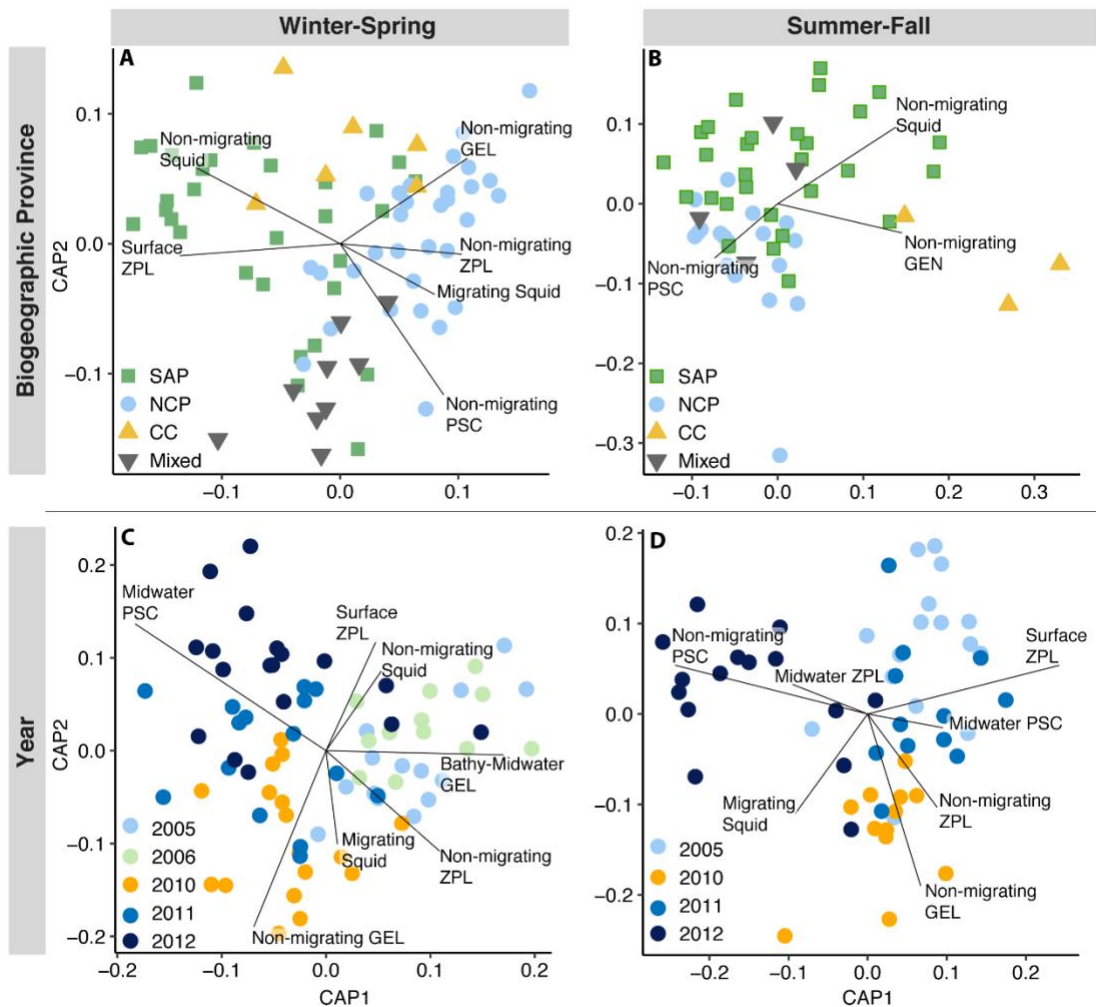 Winter-Spring
Summer-Fall
Biogeographic Province
A
0.1
0.0
−0.1
CAP2
Non-migrating
Squid
Non-migrating
GEL
Surface
ZPL
Non-migrating
ZPL
Migrating Squid
Non-migrating
PSC
SAP
NCP
CC
Mixed
−0.1
0.0
0.1
B
0.1
0.0
−0.1
−0.2
−0.3
Non-migrating
Squid
Non-migrating
GEN
Non-migrating
PSC
SAP
NCP
CC
Mixed
−0.1
0.0
0.1
0.2
0.3
Year
C
0.2
0.1
0.0
−0.1
−0.2
CAP2
Midwater
PSC
Surface
ZPL
Non-migrating
Squid
Bathy-Midwater
GEL
Migrating
Squid
Non-migrating
ZPL
Non-migrating GEL
2005
2006
2010
2011
2012
−0.2
−0.1
0.0
0.1
0.2
CAP1
D
0.2
0.1
0.0
−0.1
−0.2
Non-migrating
PSC
Surface
ZPL
Midwater ZPL
Midwater PSC
Migrating
Squid
Non-migrating
ZPL
Non-migrating
GEL
2005
2010
2011
2012
−0.2
−0.1
0.0
0.1
0.2
CAP1